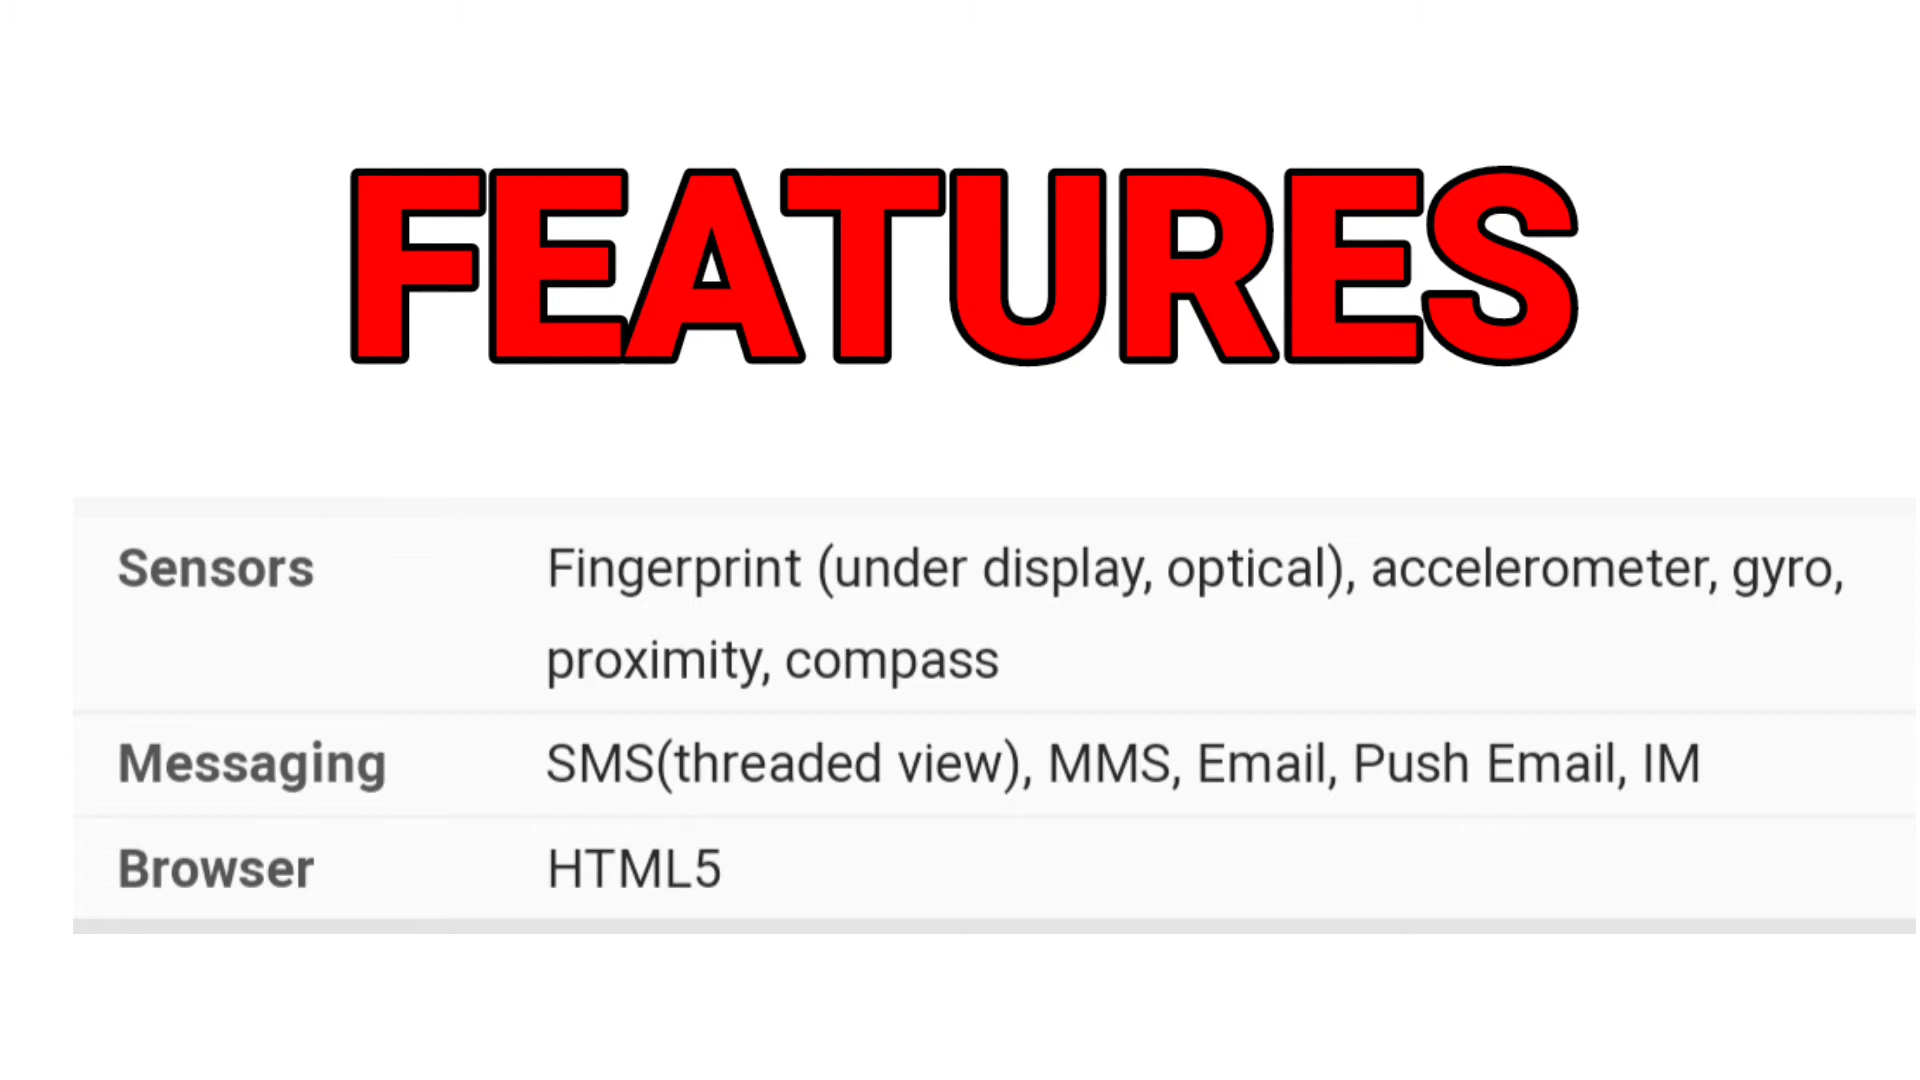 FEATURES
Sensors Fingerprint (under display, optical), accelerometer, gyro,
proximity, compass
Messaging SMS(threaded view), MMS, Email, Push Email, IM
Browser HTML5